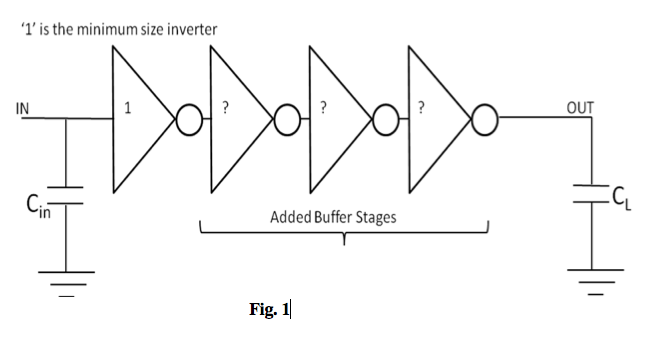 ‘1’ is the minimum size inverter
IN
1
?
?
?
OUT
Cin
CL
Added Buffer Stages
Fig. 1